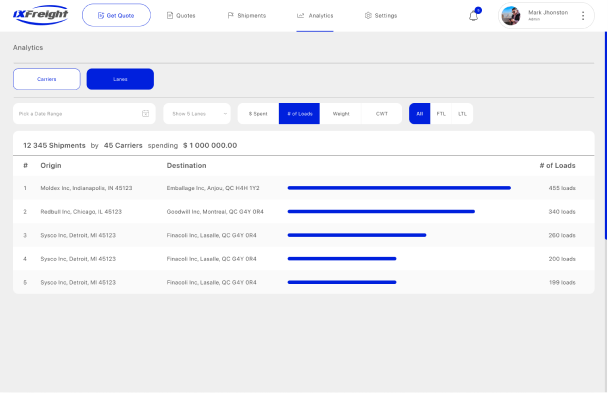 iXFreight
Get Quote
Quotes
Shipments
Analytics
Settings
Mark Jhonston
Admin
Analytics
Carriers
Lanes
Pick a Date Range
Show 5 Lanes
$ Spent
# of Loads
Weight
CWT
All
FTL
LTL
12 345 Shipments by 45 Carriers spending $ 1 000 000.00
# Origin Destination # of Loads
1 Moldex Inc, Indianapolis, IN 45123 Emballage Inc, Anjou, QC H4H 1Y2 455 loads
2 Redbull Inc, Chicago, IL 45123 Goodwill Inc, Montreal, QC G4Y 0R4 340 loads
3 Sysco Inc, Detroit, MI 45123 Finacoli Inc, Lasalle, QC G4Y 0R4 260 loads
4 Sysco Inc, Detroit, MI 45123 Finacoli Inc, Lasalle, QC G4Y 0R4 200 loads
5 Sysco Inc, Detroit, MI 45123 Finacoli Inc, Lasalle, QC G4Y 0R4 199 loads